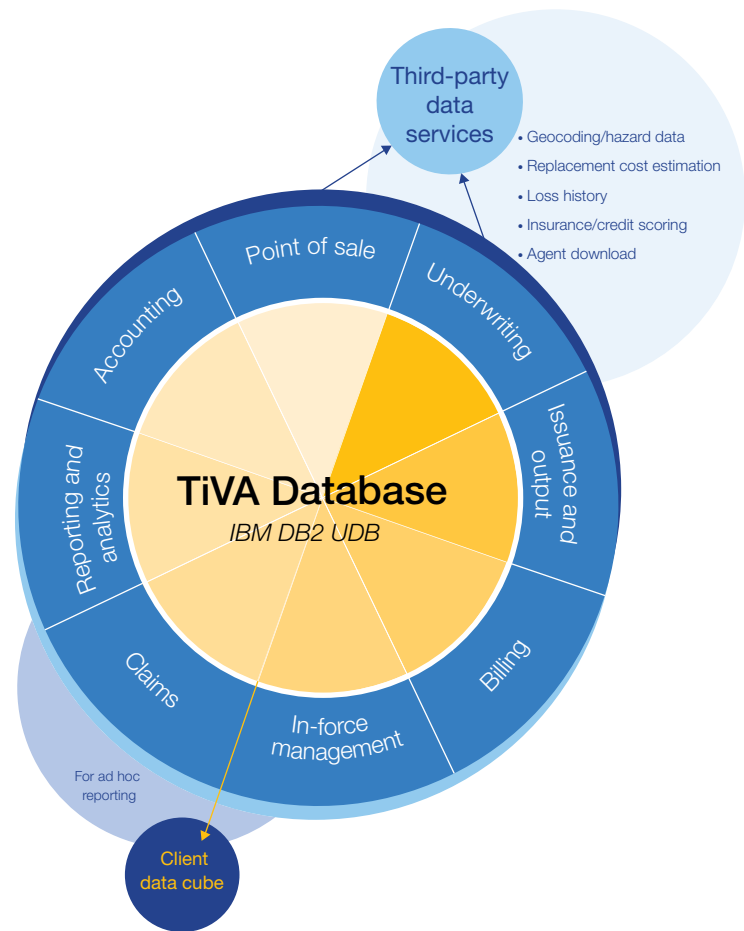 Third-party
data
services
• Geocoding/hazard data
• Replacement cost estimation
• Loss history
• Insurance/credit scoring
• Agent download
Point of sale
Underwriting
Issuance and
output
Billing
In-force
management
Claims
Reporting and
analytics
Accounting
TiVA Database
IBM DB2 UDB
For ad hoc
reporting
Client
data cube